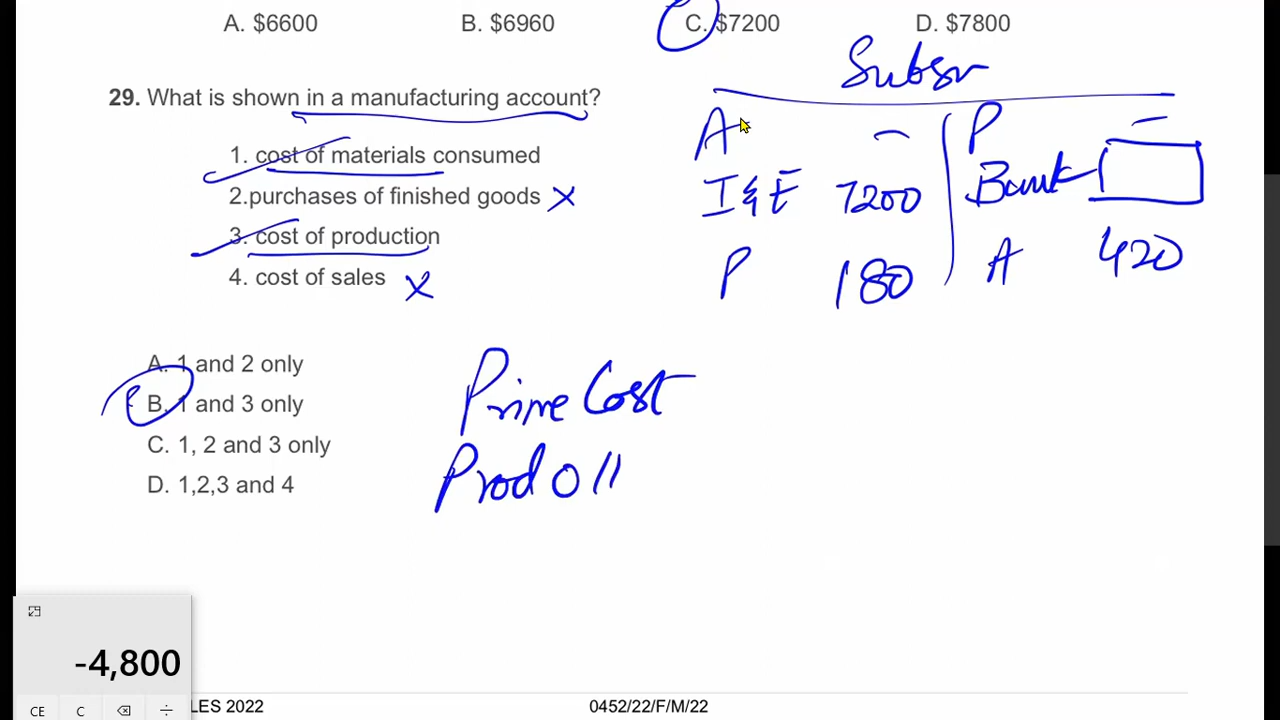 A. $6600 B. $6960 C. $7200 D. $7800
Subsn
29. What is shown in a manufacturing account?
A - P -
1. cost of materials consumed
I & E 7200 Bank
2.purchases of finished goods X
3. cost of production
P 180 A 420
4. cost of sales X
A. 1 and 2 only
B. 1 and 3 only
C. 1, 2 and 3 only
D. 1,2,3 and 4
Prime Cost
Prod O H
-4,800
CE C ÷
LES 2022 0452/22/F/M/22